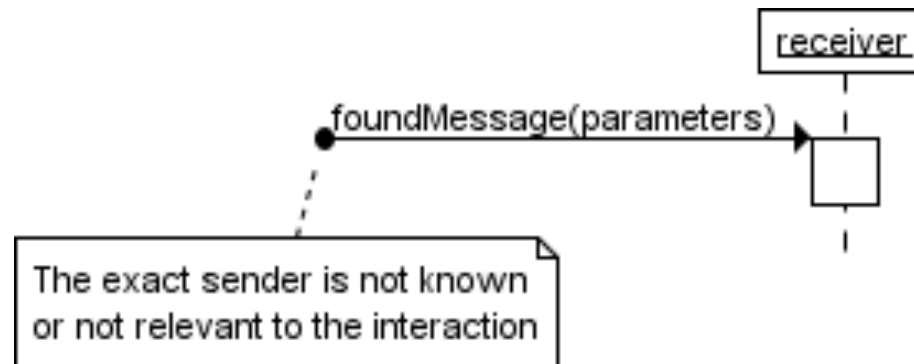 receiver
foundMessage(parameters)
The exact sender is not known
or not relevant to the interaction